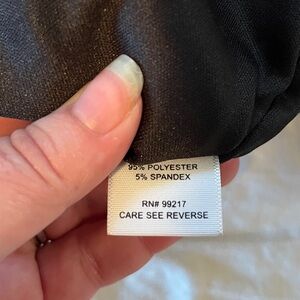 95% POLYESTER
5% SPANDEX
RN# 99217
CARE SEE REVERSE